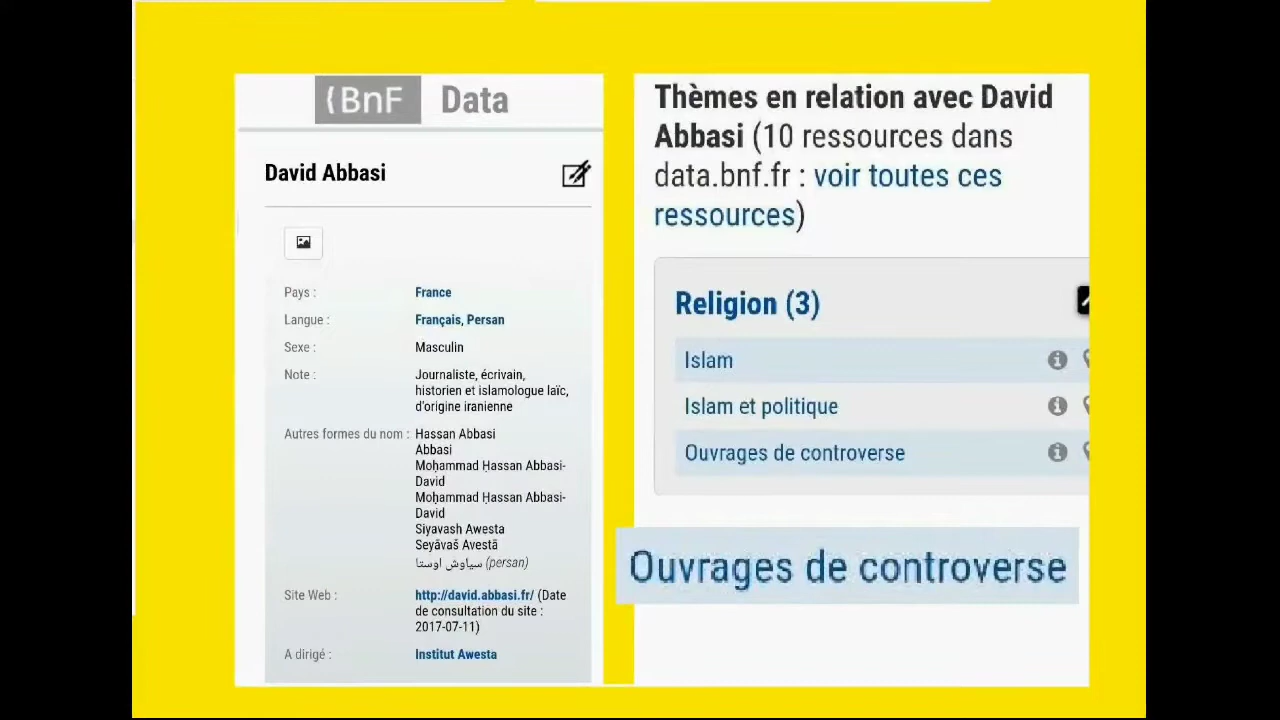 BnF Data
David Abbasi
Pays : France
Langue : Français, Persan
Sexe : Masculin
Note : Journaliste, écrivain,
historien et islamologue laïc,
d'origine iranienne
Autres formes du nom : Hassan Abbasi
Abbasi
Moḥammad Ḥassan Abbasi-
David
Moḥammad Ḥassan Abbasi-
David
Siyavash Awesta
Seyāvaš Avestā
سیاوش اوستا (persan)
Site Web : http://david.abbasi.fr/ (Date
de consultation du site :
2017-07-11)
A dirigé : Institut Awesta
Thèmes en relation avec David
Abbasi (10 ressources dans
data.bnf.fr : voir toutes ces
ressources)
Religion (3)
Islam
Islam et politique
Ouvrages de controverse
Ouvrages de controverse